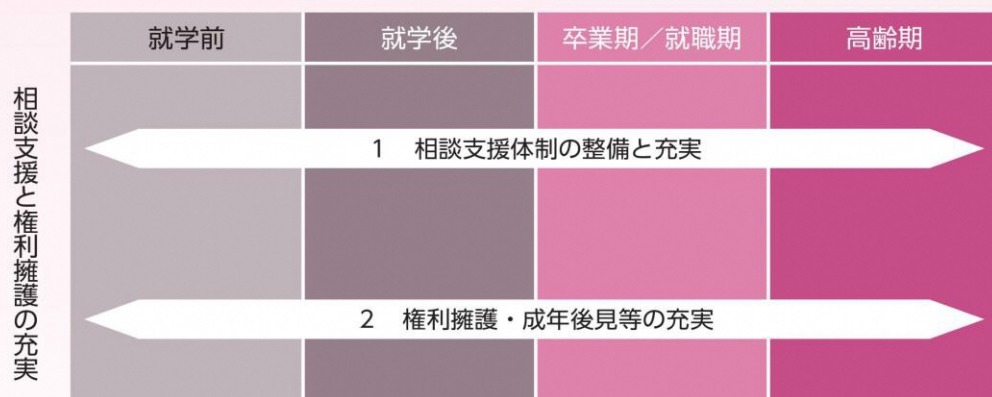 就学前
就学後
卒業期／就職期
高齢期
相談支援と権利擁護の充実
1 相談支援体制の整備と充実
2 権利擁護・成年後見等の充実